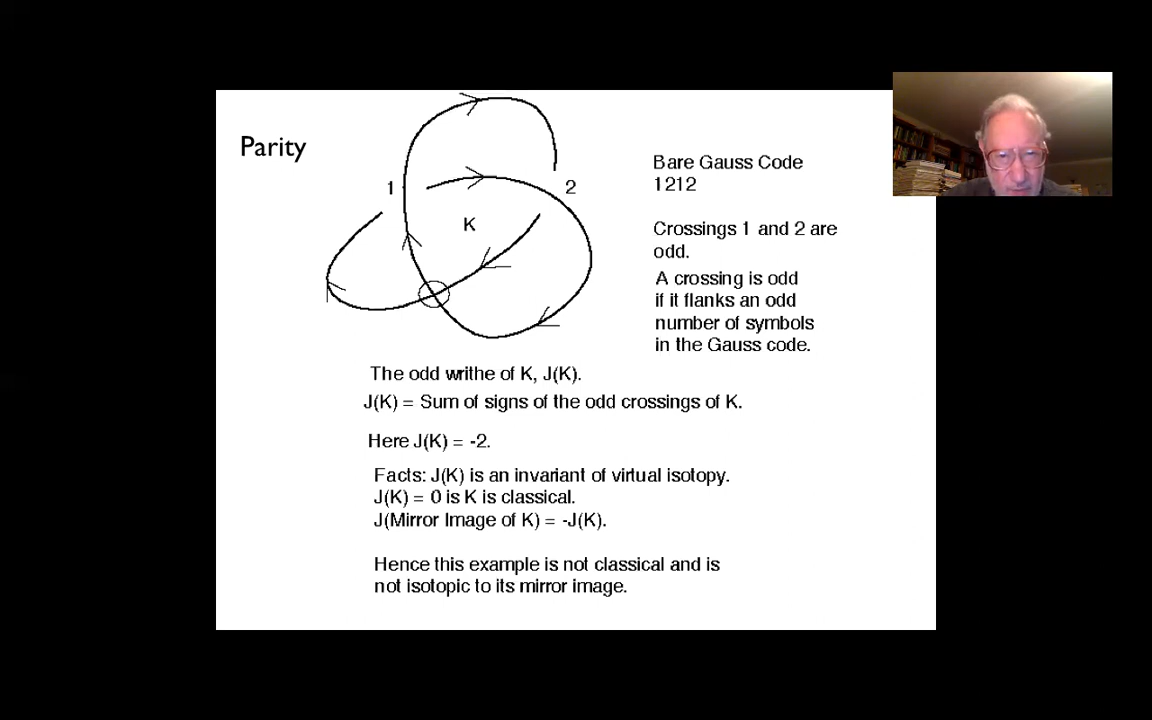 Parity
1
2
K
Bare Gauss Code
1212
Crossings 1 and 2 are
odd.
A crossing is odd
if it flanks an odd
number of symbols
in the Gauss code.
The odd writhe of K, J(K).
J(K) = Sum of signs of the odd crossings of K.
Here J(K) = -2.
Facts: J(K) is an invariant of virtual isotopy.
J(K) = 0 is K is classical.
J(Mirror Image of K) = -J(K).
Hence this example is not classical and is
not isotopic to its mirror image.